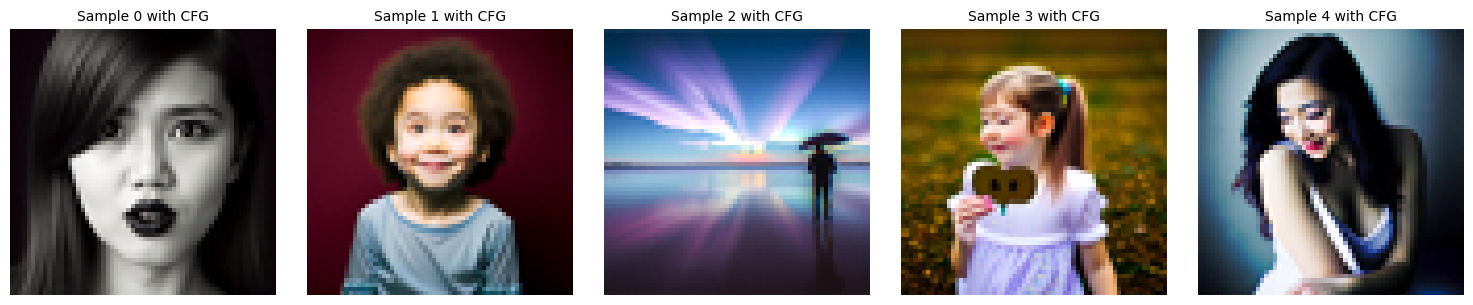 Sample 0 with CFG
Sample 1 with CFG
Sample 2 with CFG
Sample 3 with CFG
Sample 4 with CFG